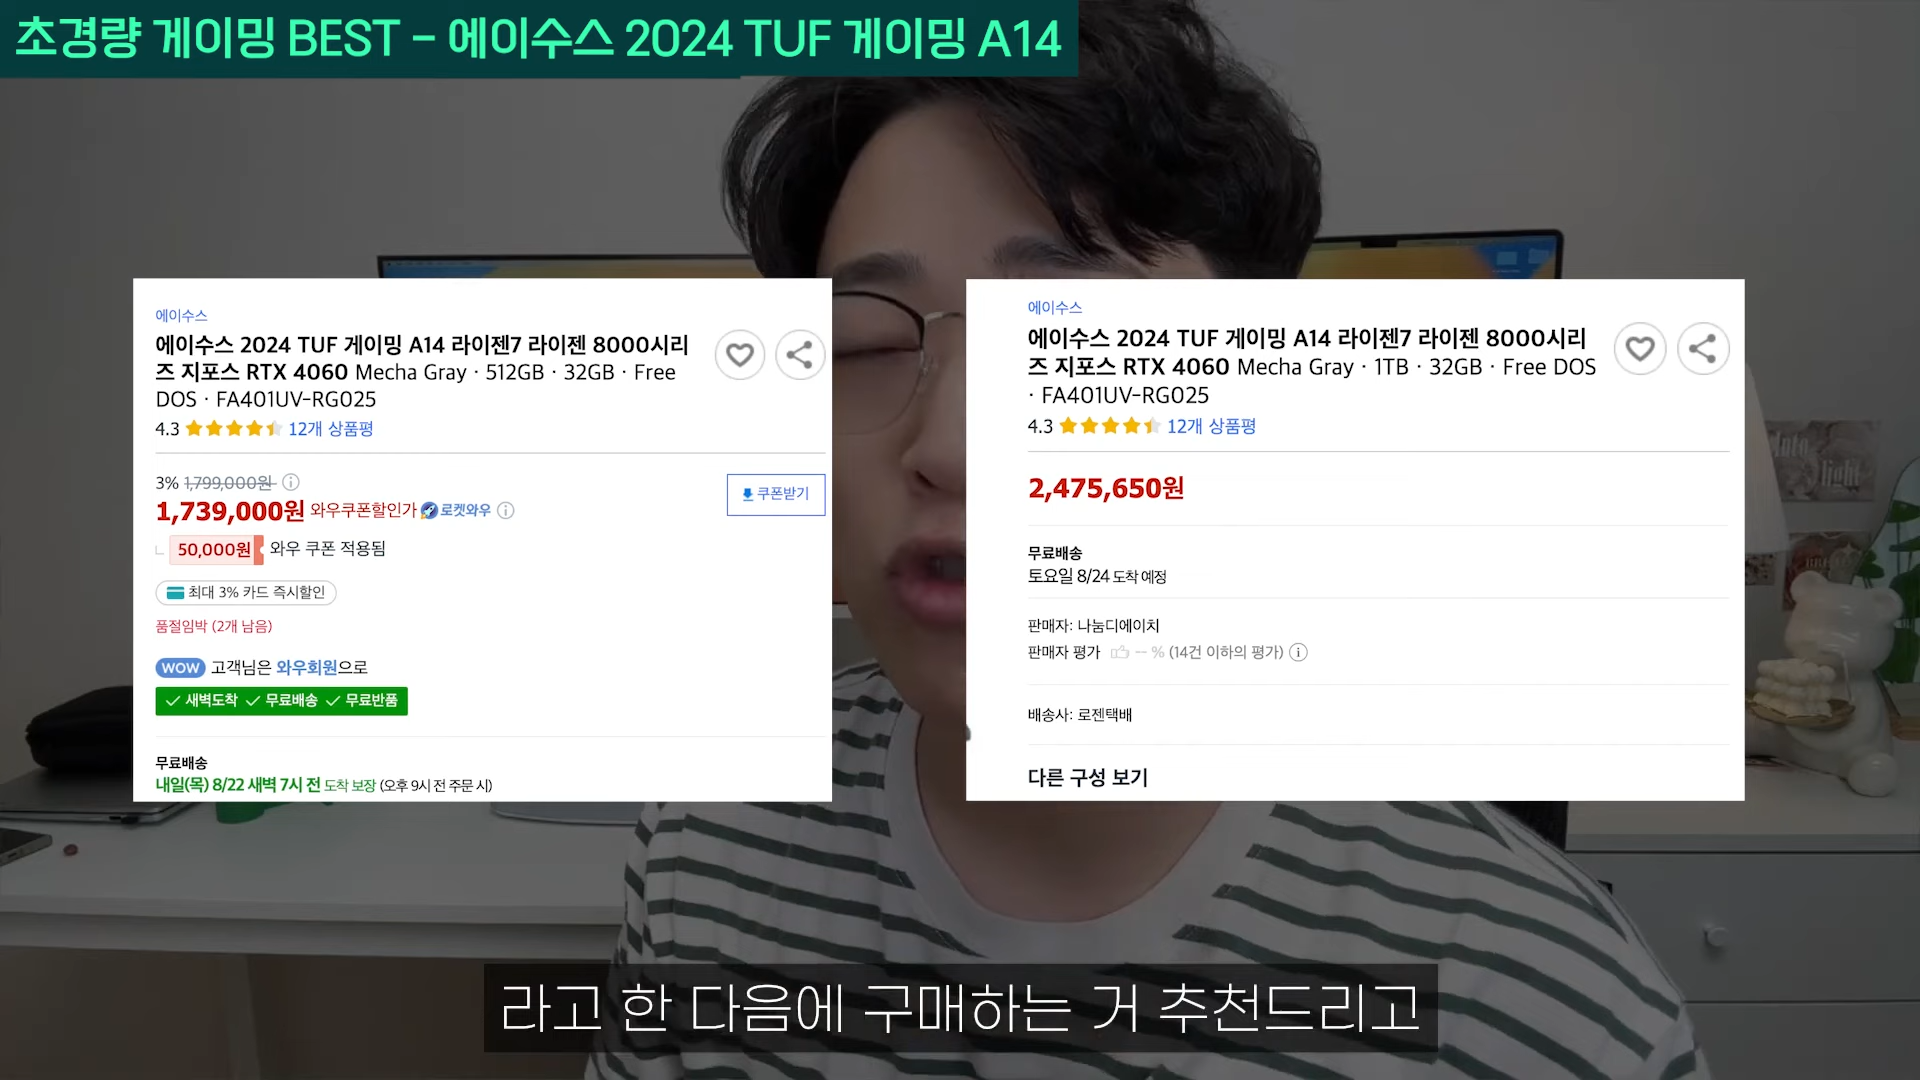 초경량 게이밍 BEST - 에이수스 2024 TUF 게이밍 A14
에이수스
에이수스 2024 TUF 게이밍 A14 라이젠7 라이젠 8000시리
즈 지포스 RTX 4060 Mecha Gray · 512GB · 32GB · Free
DOS · FA401UV-RG025
4.3 12개 상품평
3% 1,799,000원
1,739,000원 와우쿠폰할인가 로켓와우
쿠폰받기
50,000원 와우 쿠폰 적용됨
최대 3% 카드 즉시할인
품절임박 (2개 남음)
WOW 고객님은 와우회원으로
새벽도착 무료배송 무료반품
무료배송
내일(목) 8/22 새벽 7시 전 도착 보장 (오후 9시 전 주문 시)
에이수스
에이수스 2024 TUF 게이밍 A14 라이젠7 라이젠 8000시리
즈 지포스 RTX 4060 Mecha Gray · 1TB · 32GB · Free DOS
· FA401UV-RG025
4.3 12개 상품평
2,475,650원
무료배송
토요일 8/24 도착 예정
판매자: 나눔디에이치
판매자 평가 -- % (14건 이하의 평가)
배송사: 로젠택배
다른 구성 보기
라고 한 다음에 구매하는 거 추천드리고